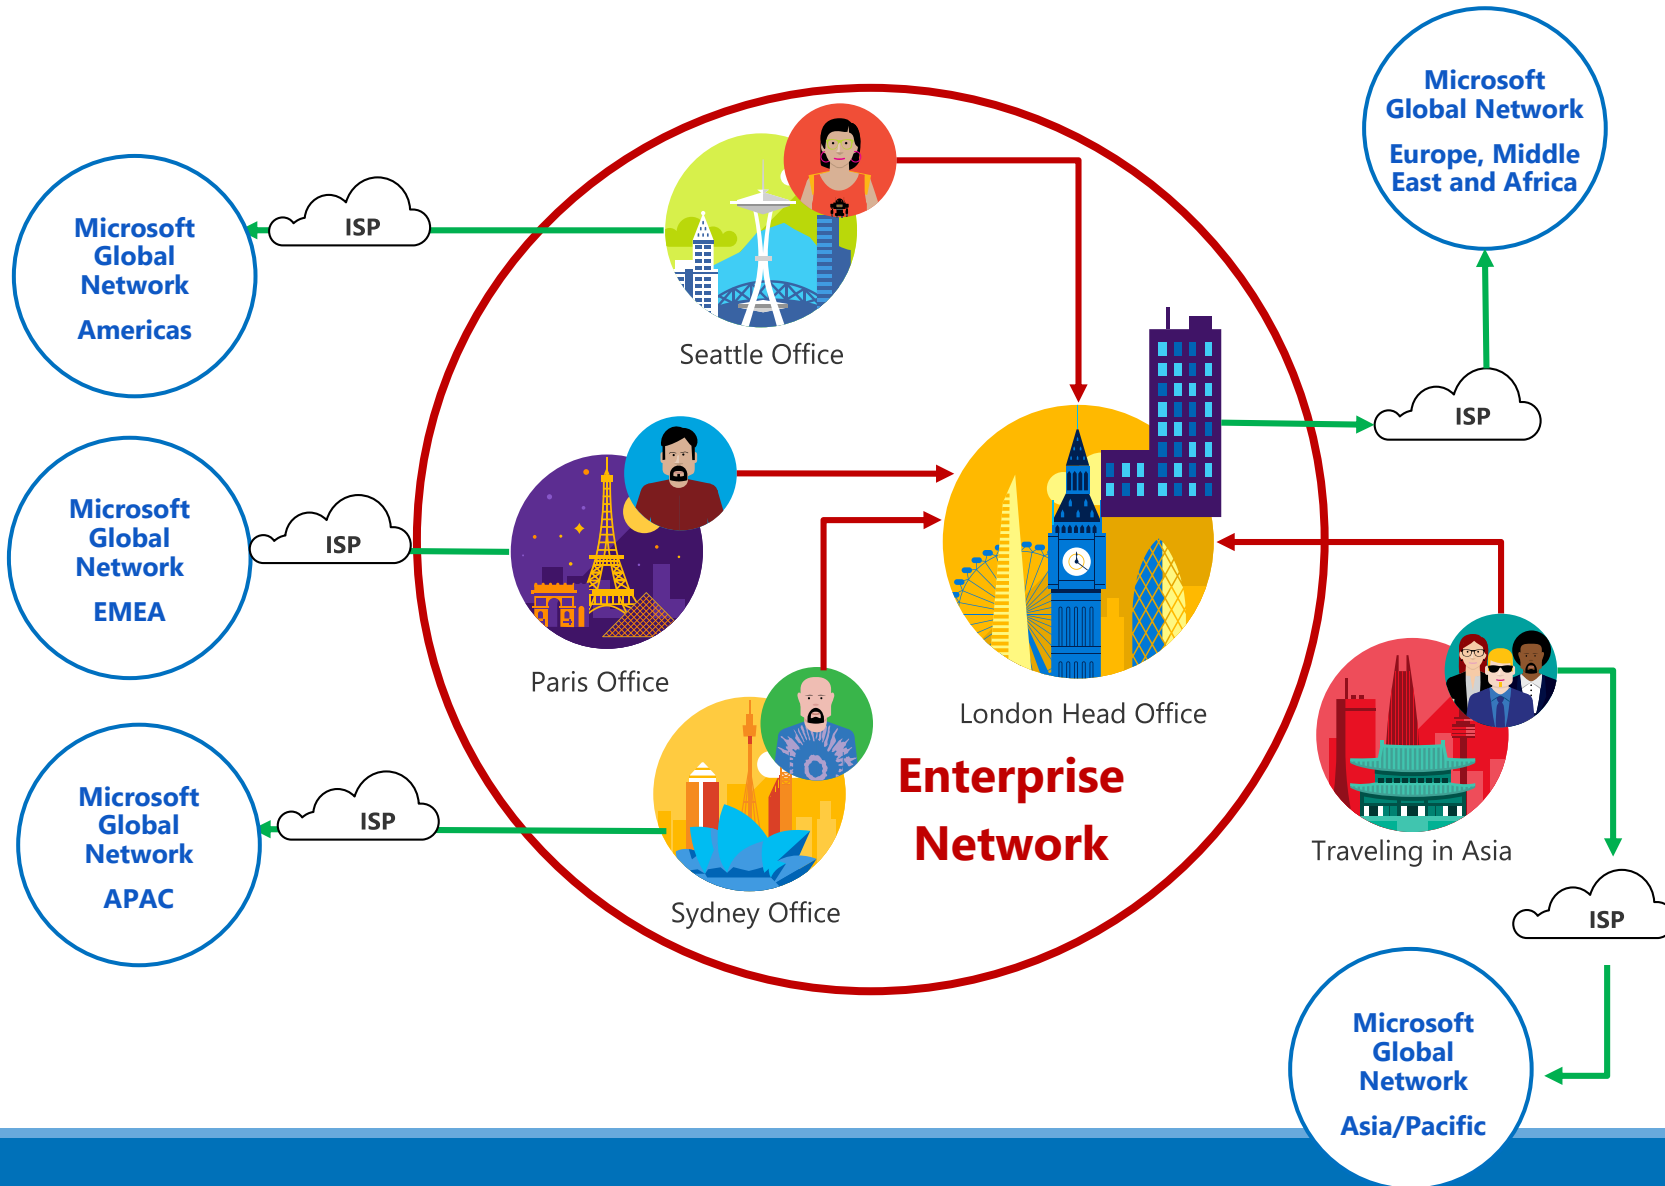 Microsoft
Global Network
Europe, Middle
East and Africa
Microsoft
Global
Network
Americas
ISP
Seattle Office
ISP
Microsoft
Global
Network
EMEA
ISP
Paris Office
London Head Office
Enterprise
Network
Microsoft
Global
Network
APAC
ISP
Sydney Office
Traveling in Asia
ISP
Microsoft
Global
Network
Asia/Pacific